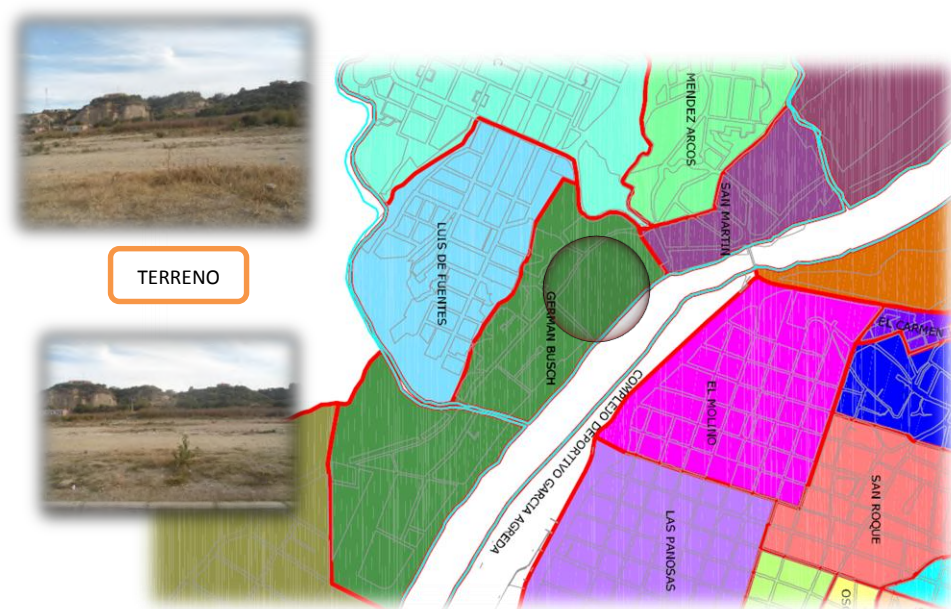 TERRENO
MENDEZ ARCOS
SAN MARTIN
LUIS DE FUENTES
GERMAN BUSCH
EL CARMEN
EL MOLINO
COMPLEJO DEPORTIVO GARCIA AGREDA
SAN ROQUE
LAS PANOSAS